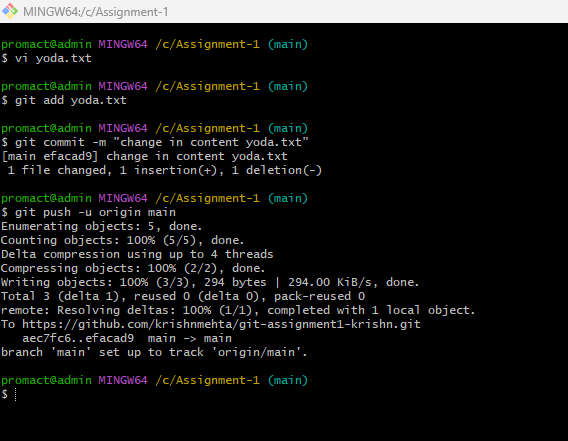 MINGW64:/c/Assignment-1
promact@admin MINGW64 /c/Assignment-1 (main)
$ vi yoda.txt
promact@admin MINGW64 /c/Assignment-1 (main)
$ git add yoda.txt
promact@admin MINGW64 /c/Assignment-1 (main)
$ git commit -m "change in content yoda.txt"
[main efacad9] change in content yoda.txt
 1 file changed, 1 insertion(+), 1 deletion(-)
promact@admin MINGW64 /c/Assignment-1 (main)
$ git push -u origin main
Enumerating objects: 5, done.
Counting objects: 100% (5/5), done.
Delta compression using up to 4 threads
Compressing objects: 100% (2/2), done.
Writing objects: 100% (3/3), 294 bytes | 294.00 KiB/s, done.
Total 3 (delta 1), reused 0 (delta 0), pack-reused 0
remote: Resolving deltas: 100% (1/1), completed with 1 local object.
To https://github.com/krishnmehta/git-assignment1-krishn.git
   aec7fc6..efacad9  main -> main
branch 'main' set up to track 'origin/main'.
promact@admin MINGW64 /c/Assignment-1 (main)
$